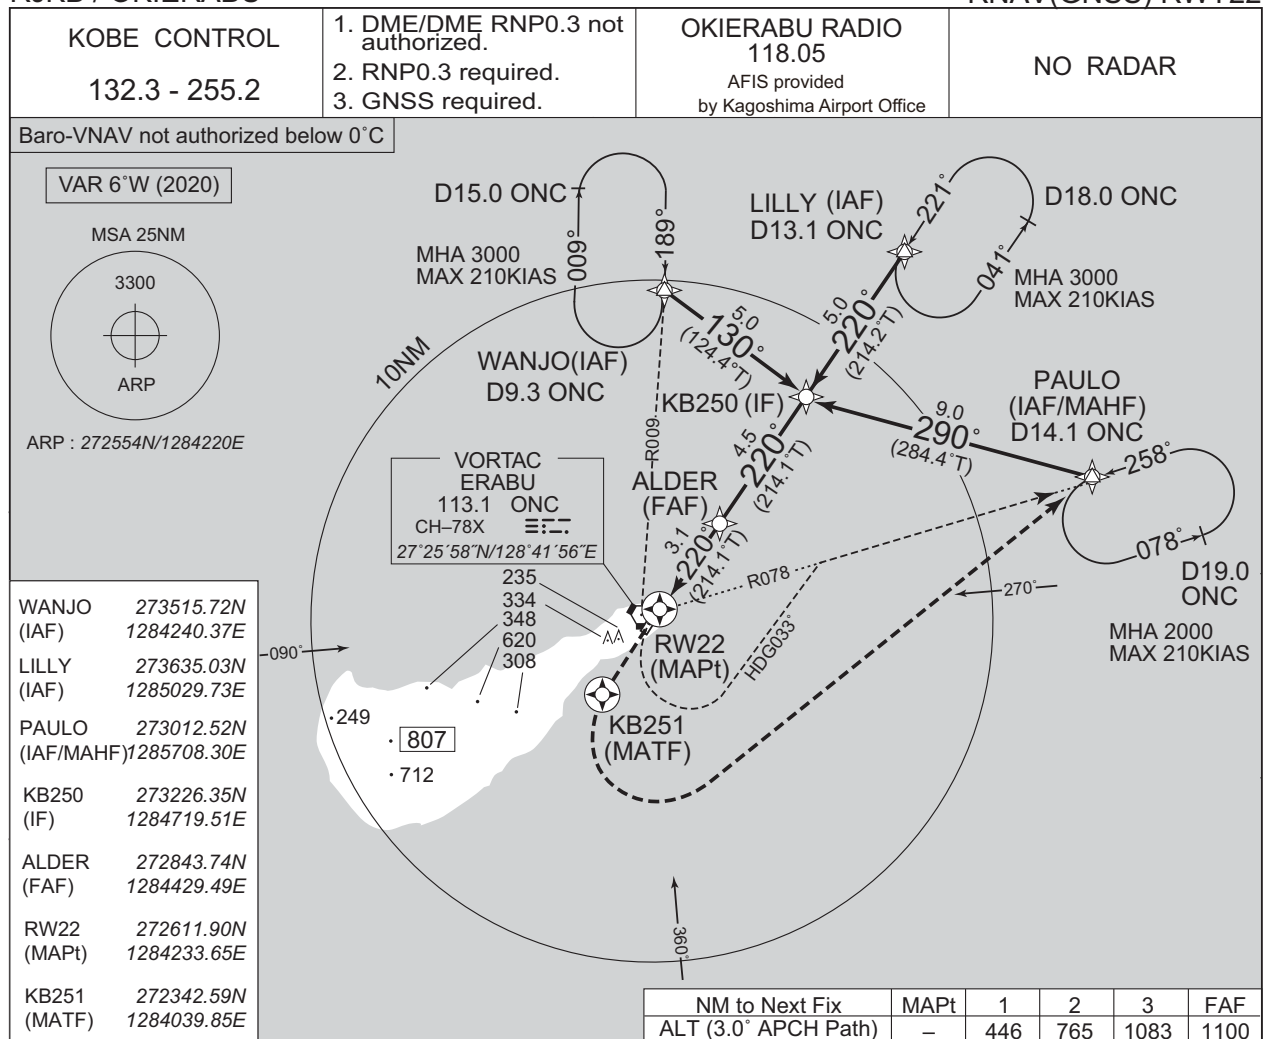 KOBE CONTROL
132.3 - 255.2
1. DME/DME RNP0.3 not
authorized.
2. RNP0.3 required.
3. GNSS required.
OKIERABU RADIO
118.05
AFIS provided
by Kagoshima Airport Office
NO RADAR
Baro-VNAV not authorized below 0˚C
VAR 6˚W (2020)
MSA 25NM
3300
ARP
ARP : 272554N/1284220E
D15.0 ONC
009°
189°
MHA 3000
MAX 210KIAS
WANJO(IAF)
D9.3 ONC
LILLY (IAF)
D13.1 ONC
221°
041°
D18.0 ONC
MHA 3000
MAX 210KIAS
10NM
5.0
130°
(124.4˚T)
5.0
220°
(214.2˚T)
KB250 (IF)
PAULO
(IAF/MAHF)
D14.1 ONC
9.0
290°
(284.4˚T)
258°
078°
D19.0
ONC
MHA 2000
MAX 210KIAS
R009
4.5
220°
(214.1˚T)
ALDER
(FAF)
3.1
220°
(214.1˚T)
VORTAC
ERABU
113.1 ONC
CH–78X
27°25´58˝N/128°41´56˝E
R078
HDG033°
270°
090°
360°
RW22
(MAPt)
KB251
(MATF)
235
334
348
620
308
249
807
712
WANJO 273515.72N
(IAF) 1284240.37E
LILLY 273635.03N
(IAF) 1285029.73E
PAULO 273012.52N
(IAF/MAHF) 1285708.30E
KB250 273226.35N
(IF) 1284719.51E
ALDER 272843.74N
(FAF) 1284429.49E
RW22 272611.90N
(MAPt) 1284233.65E
KB251 272342.59N
(MATF) 1284039.85E
NM to Next Fix MAPt 1 2 3 FAF
ALT (3.0˚ APCH Path) – 446 765 1083 1100